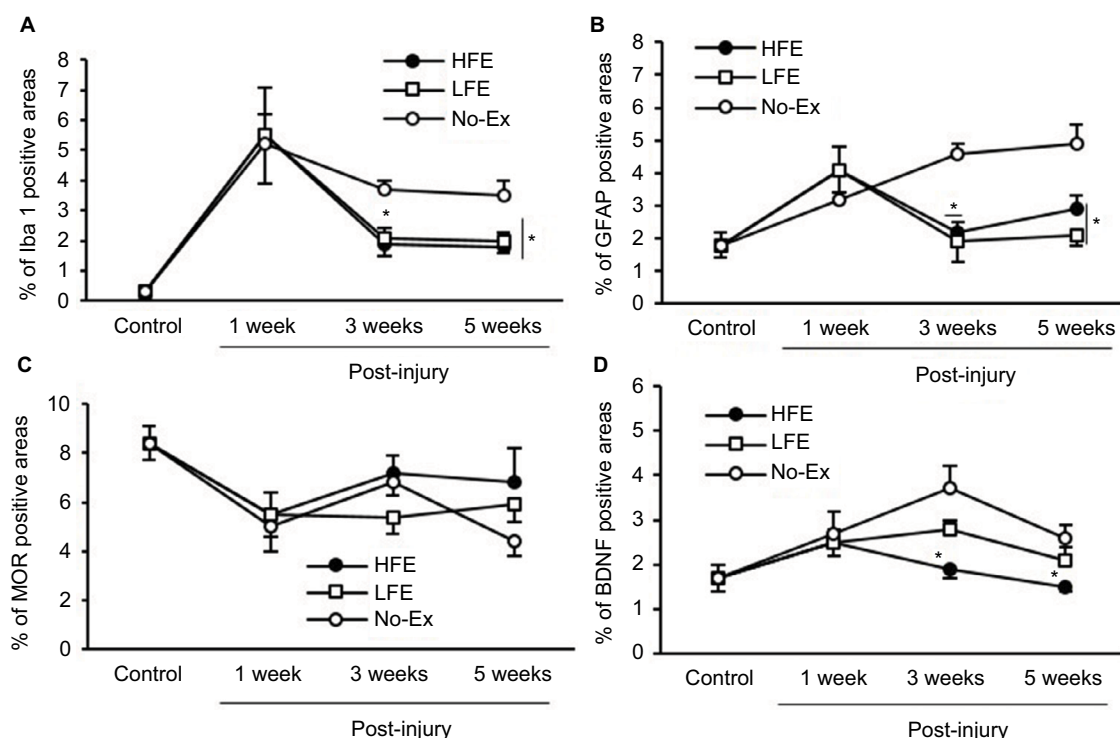 A
% of Iba 1 positive areas
8
7
6
5
4
3
2
1
0
HFE
LFE
No-Ex
*
*
Control 1 week 3 weeks 5 weeks
Post-injury
B
% of GFAP positive areas
8
7
6
5
4
3
2
1
0
HFE
LFE
No-Ex
*
*
Control 1 week 3 weeks 5 weeks
Post-injury
C
% of MOR positive areas
10
8
6
4
2
0
HFE
LFE
No-Ex
Control 1 week 3 weeks 5 weeks
Post-injury
D
% of BDNF positive areas
6
5
4
3
2
1
0
HFE
LFE
No-Ex
*
*
Control 1 week 3 weeks 5 weeks
Post-injury